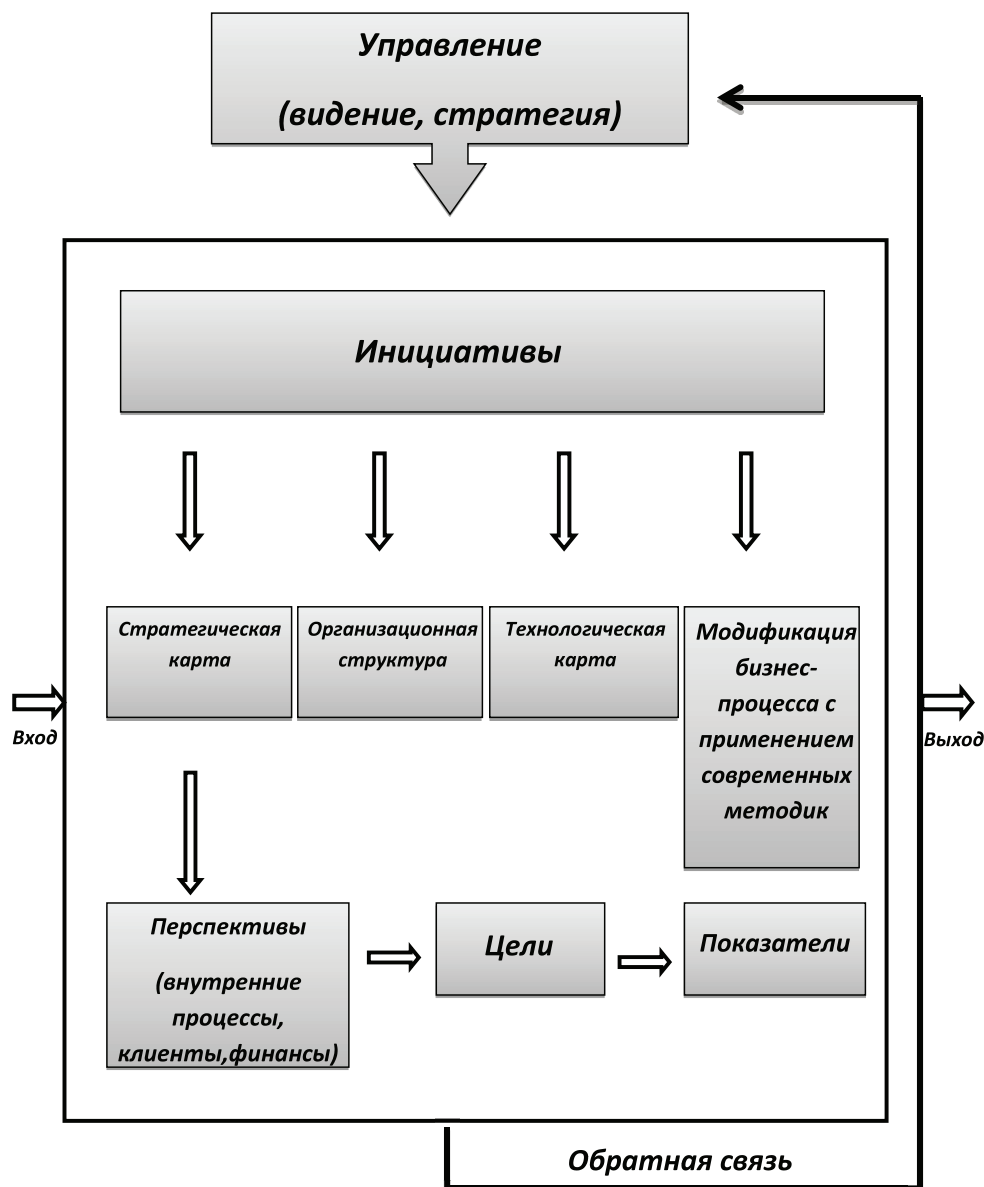 Управление
(видение, стратегия)
Инициативы
Стратегическая
карта
Организационная
структура
Технологическая
карта
Модификация
бизнес-
процесса с
применением
современных
методик
Вход
Выход
Перспективы
(внутренние
процессы,
клиенты,финансы)
Цели
Показатели
Обратная связь